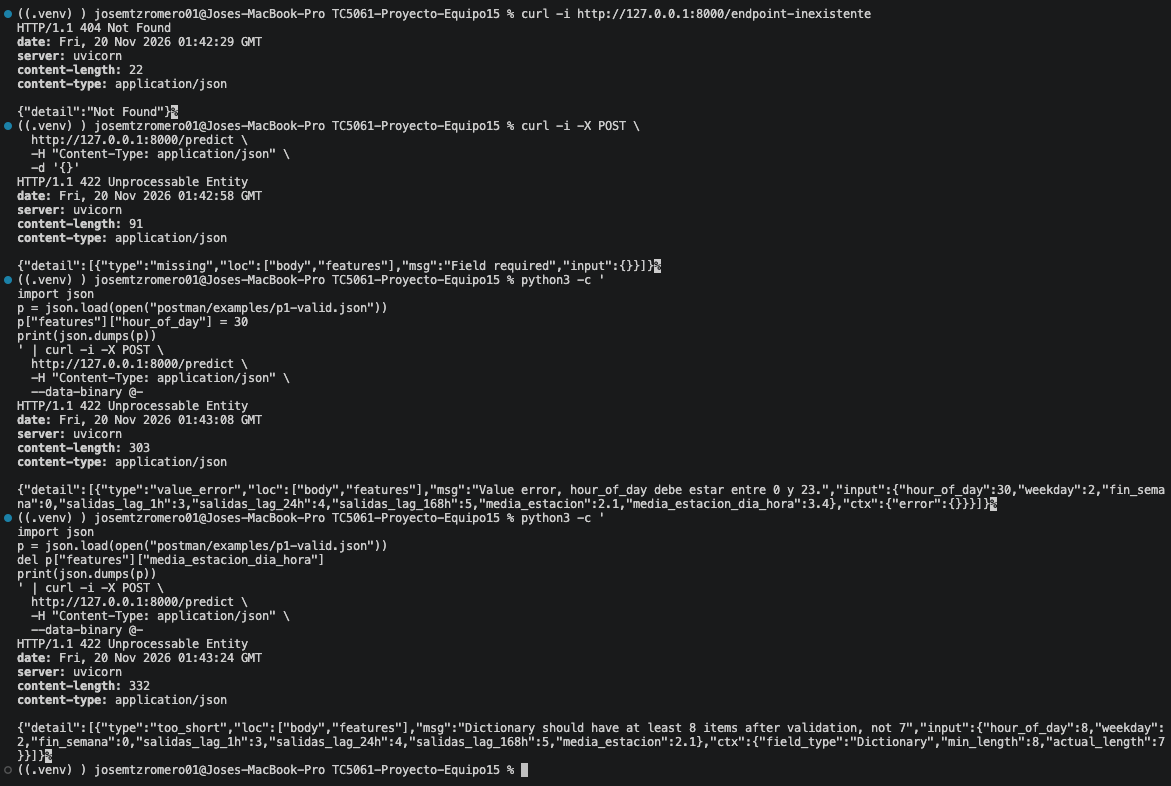 ((.venv) ) josemtzromero01@Joses-MacBook-Pro TC5061-Proyecto-Equipo15 % curl -i http://127.0.0.1:8000/endpoint-inexistente
HTTP/1.1 404 Not Found
date: Fri, 20 Nov 2026 01:42:29 GMT
server: uvicorn
content-length: 22
content-type: application/json

{"detail":"Not Found"}%
((.venv) ) josemtzromero01@Joses-MacBook-Pro TC5061-Proyecto-Equipo15 % curl -i -X POST \
  http://127.0.0.1:8000/predict \
  -H "Content-Type: application/json" \
  -d '{}'
HTTP/1.1 422 Unprocessable Entity
date: Fri, 20 Nov 2026 01:42:58 GMT
server: uvicorn
content-length: 91
content-type: application/json

{"detail":[{"type":"missing","loc":["body","features"],"msg":"Field required","input":{}}]}%
((.venv) ) josemtzromero01@Joses-MacBook-Pro TC5061-Proyecto-Equipo15 % python3 -c '
import json
p = json.load(open("postman/examples/p1-valid.json"))
p["features"]["hour_of_day"] = 30
print(json.dumps(p))
' | curl -i -X POST \
  http://127.0.0.1:8000/predict \
  -H "Content-Type: application/json" \
  --data-binary @-
HTTP/1.1 422 Unprocessable Entity
date: Fri, 20 Nov 2026 01:43:08 GMT
server: uvicorn
content-length: 303
content-type: application/json

{"detail":[{"type":"value_error","loc":["body","features"],"msg":"Value error, hour_of_day debe estar entre 0 y 23.","input":{"hour_of_day":30,"weekday":2,"fin_sema
na":0,"salidas_lag_1h":3,"salidas_lag_24h":4,"salidas_lag_168h":5,"media_estacion":2.1,"media_estacion_dia_hora":3.4},"ctx":{"error":{}}}]}%
((.venv) ) josemtzromero01@Joses-MacBook-Pro TC5061-Proyecto-Equipo15 % python3 -c '
import json
p = json.load(open("postman/examples/p1-valid.json"))
del p["features"]["media_estacion_dia_hora"]
print(json.dumps(p))
' | curl -i -X POST \
  http://127.0.0.1:8000/predict \
  -H "Content-Type: application/json" \
  --data-binary @-
HTTP/1.1 422 Unprocessable Entity
date: Fri, 20 Nov 2026 01:43:24 GMT
server: uvicorn
content-length: 332
content-type: application/json

{"detail":[{"type":"too_short","loc":["body","features"],"msg":"Dictionary should have at least 8 items after validation, not 7","input":{"hour_of_day":8,"weekday":
2,"fin_semana":0,"salidas_lag_1h":3,"salidas_lag_24h":4,"salidas_lag_168h":5,"media_estacion":2.1},"ctx":{"field_type":"Dictionary","min_length":8,"actual_length":7
}}]}%
((.venv) ) josemtzromero01@Joses-MacBook-Pro TC5061-Proyecto-Equipo15 %